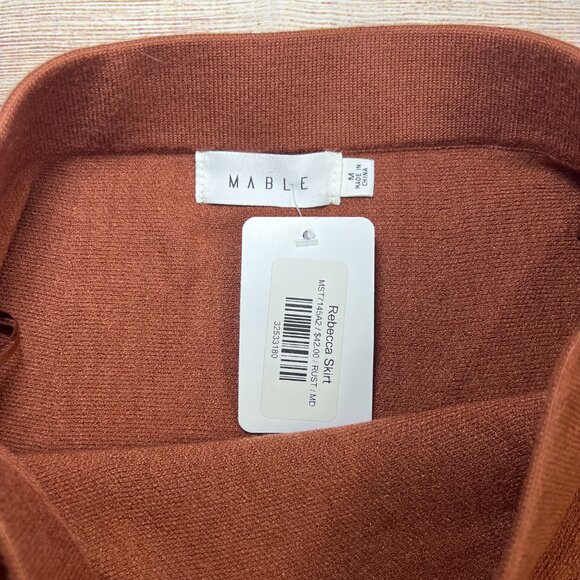 MABLE
M
MADE IN
CHINA
Rebecca Skirt
MST7145A2 / $42.00 / RUST / MD
32533180